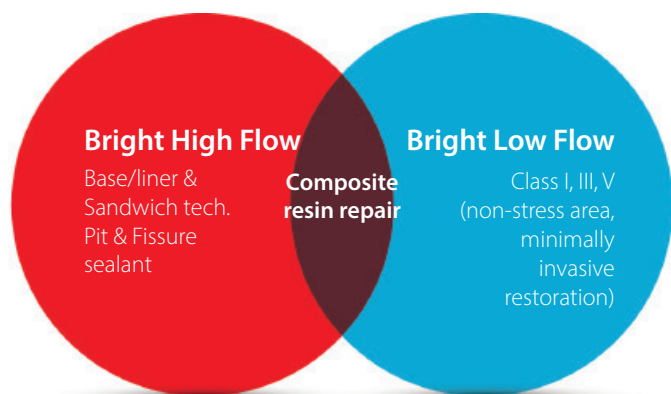 Bright High Flow
Base/liner &
Sandwich tech.
Pit & Fissure
sealant
Composite
resin repair
Bright Low Flow
Class I, III, V
(non-stress area,
minimally
invasive
restoration)